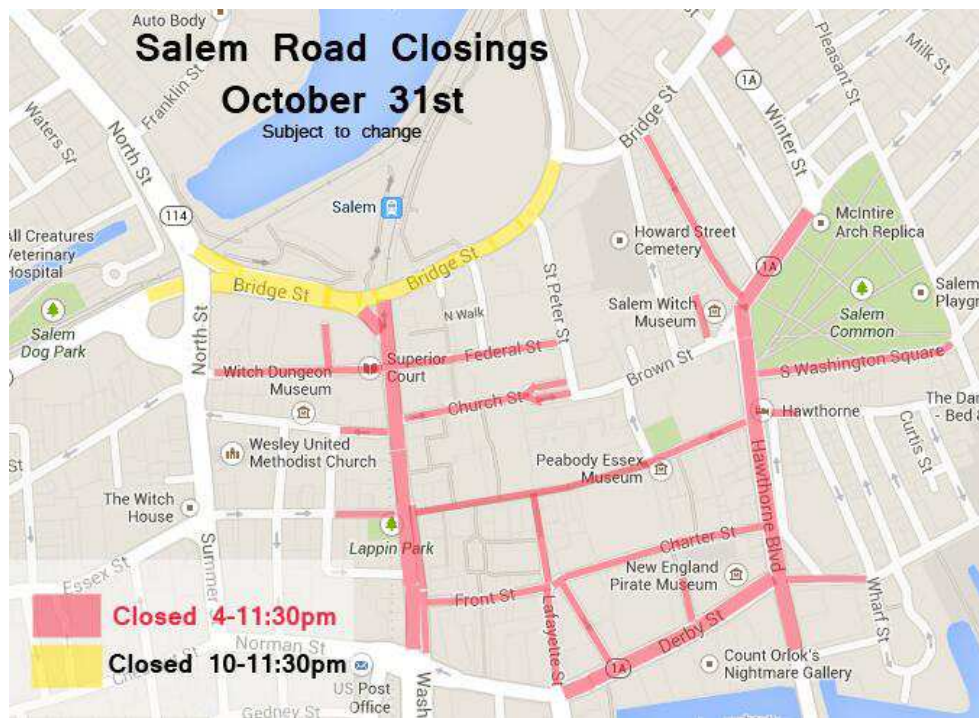 Salem Road Closings
October 31st
Subject to change
Auto Body
Franklin St
Waters St
North St
114
Salem
Bridge St
1A
Pleasant St
Milk St
Winter St
McIntire
Arch Replica
Howard Street
Cemetery
All Creatures
Veterinary
Hospital
Bridge St
Bridge St
St Peter St
1A
Salem Witch
Museum
Salem
Common
Salem
Playgr
Salem
Dog Park
North St
N Walk
Federal St
Superior
Court
Witch Dungeon
Museum
Brown St
S Washington Square
Church St
Hawthorne
The Dan
- Bed &
Curtis St
Wesley United
Methodist Church
St
Peabody Essex
Museum
Hawthorne Blvd
The Witch
House
Lappin Park
Charter St
Essex St
Summer
New England
Pirate Museum
Front St
Lafayette St
Derby St
Wharf St
Closed 4-11:30pm
Norman St
1A
Count Orlok's
Nightmare Gallery
Closed 10-11:30pm
US Post
Office
Wash
Gedney St